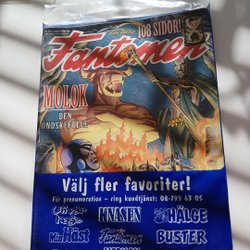 108 SIDOR!
Fantomen
MOLOK
DEN
ONDSKEFULLE
Välj fler favoriter!
För prenumeration – ring kundtjänst: 08-799 63 05
KNASEN
HÄLGE
Min Häst
Fantomen
BUSTER